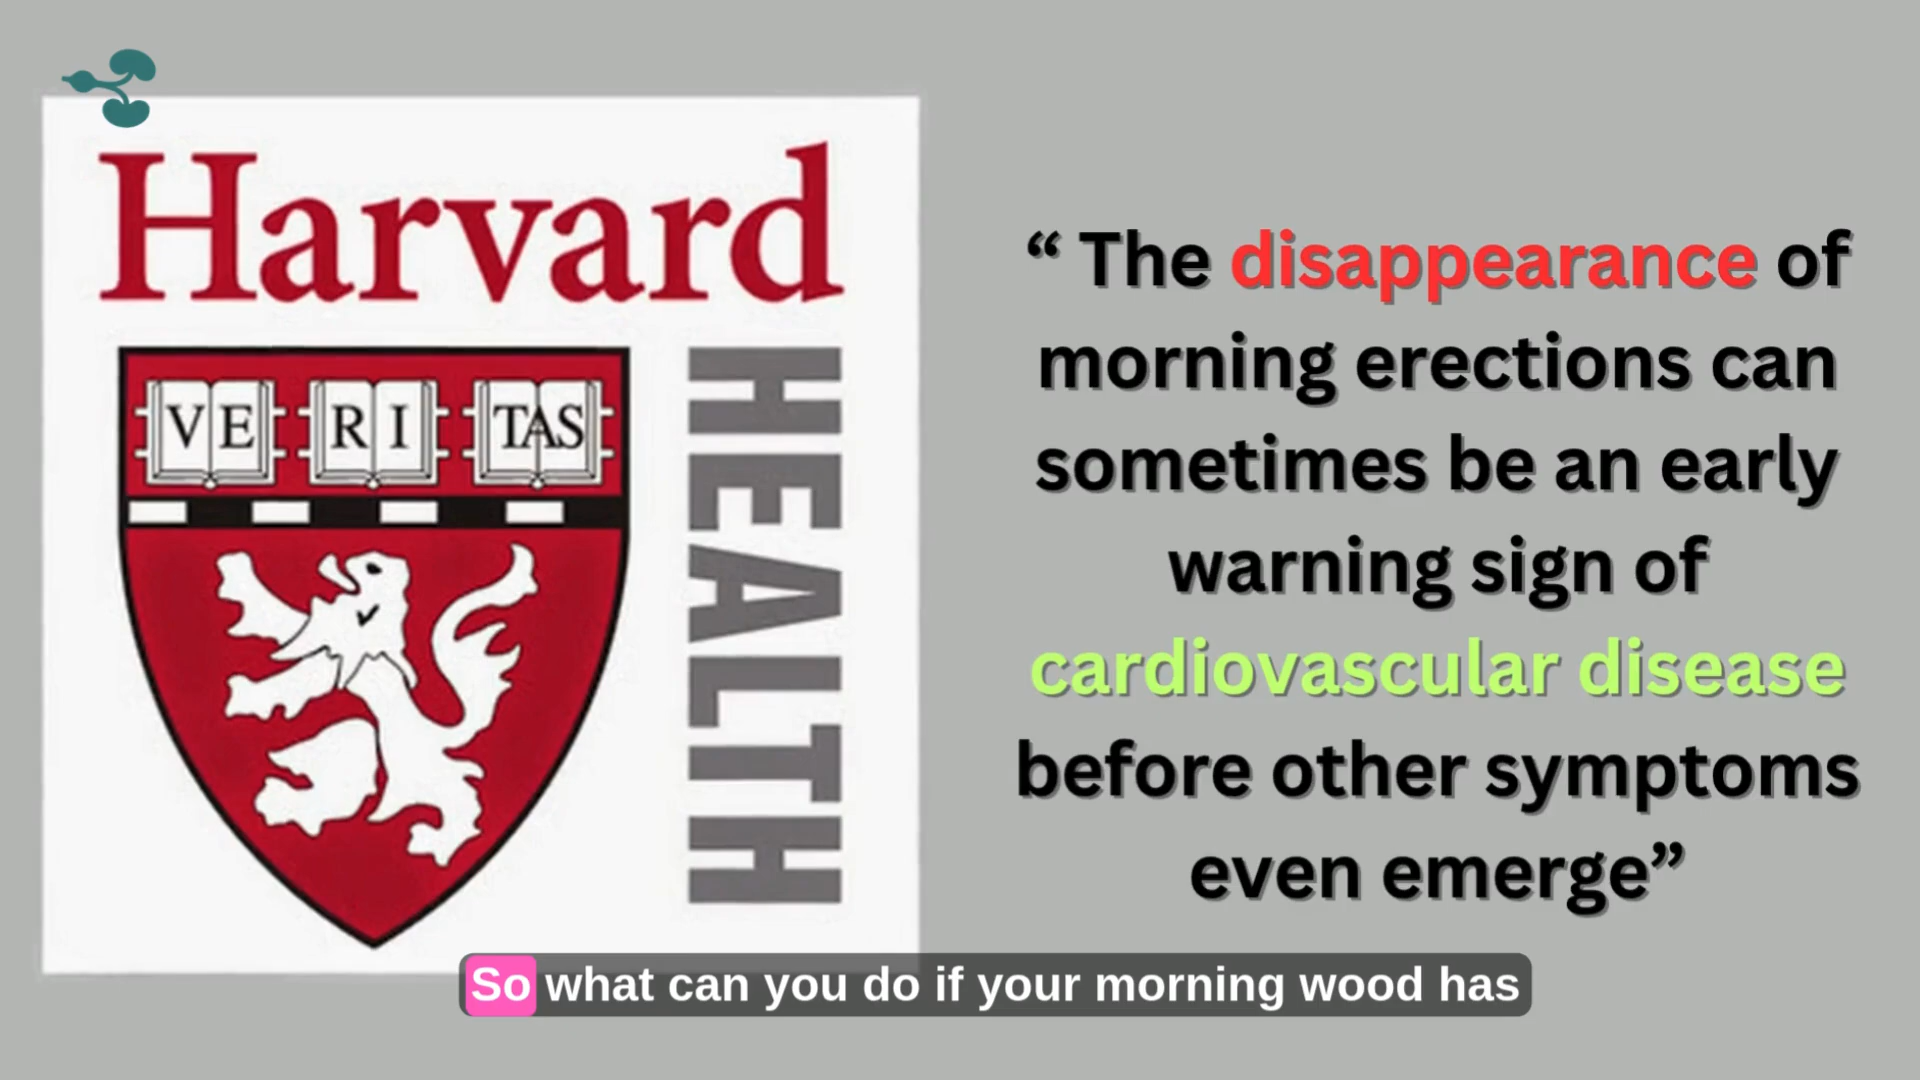 Harvard
VE RI TAS
HEALTH
“ The disappearance of
morning erections can
sometimes be an early
warning sign of
cardiovascular disease
before other symptoms
even emerge”
So what can you do if your morning wood has